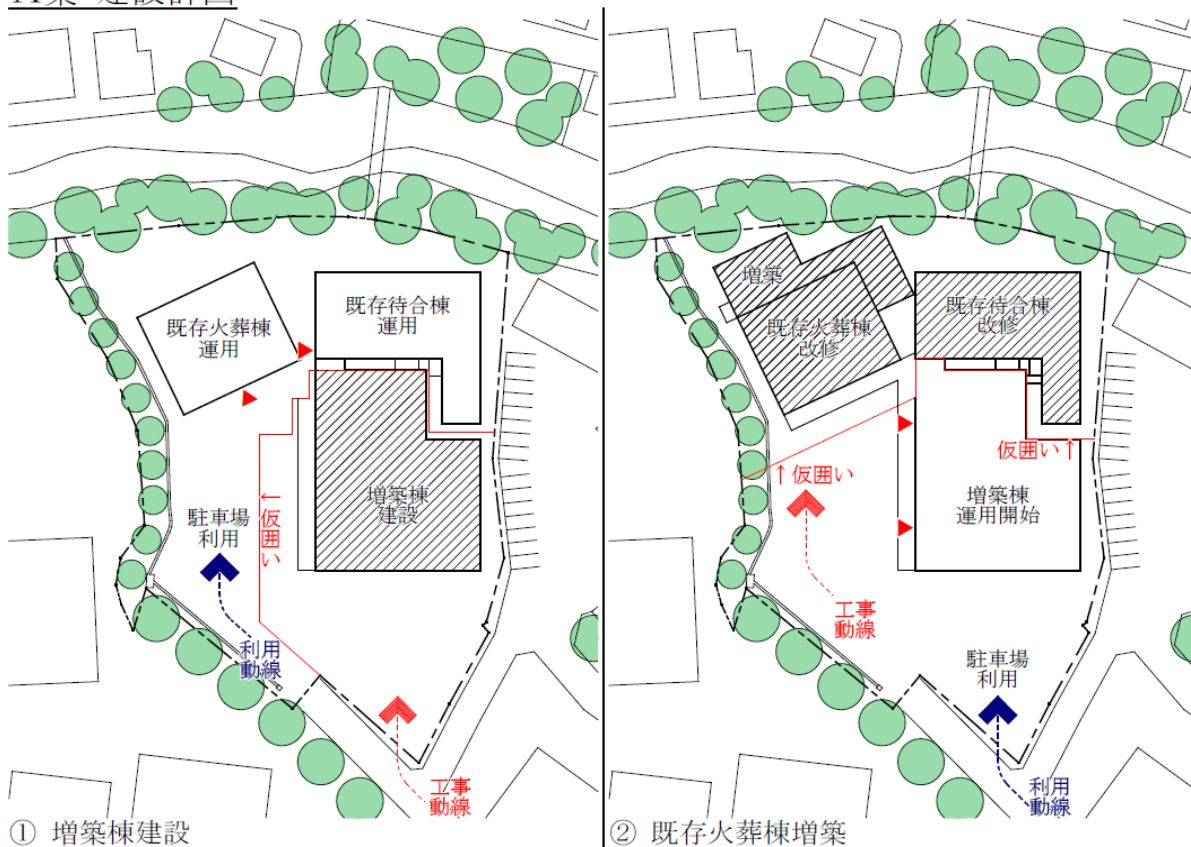 既存火葬棟
運用
既存待合棟
運用
増築棟
建設
↑仮囲い
駐車場
利用
利用
動線
工事
動線
① 増築棟建設
増築
既存火葬棟
改修
既存待合棟
改修
仮囲い↑
↑仮囲い
増築棟
運用開始
工事
動線
駐車場
利用
利用
動線
② 既存火葬棟増築